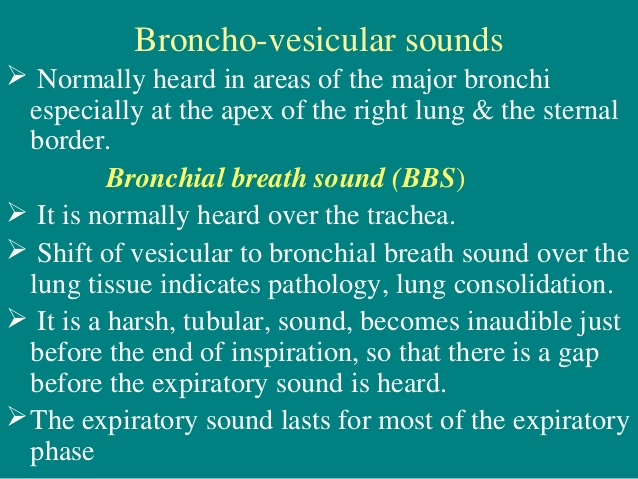 Broncho-vesicular sounds
➢ Normally heard in areas of the major bronchi
especially at the apex of the right lung & the sternal
border.
Bronchial breath sound (BBS)
➢ It is normally heard over the trachea.
➢ Shift of vesicular to bronchial breath sound over the
lung tissue indicates pathology, lung consolidation.
➢ It is a harsh, tubular, sound, becomes inaudible just
before the end of inspiration, so that there is a gap
before the expiratory sound is heard.
➢ The expiratory sound lasts for most of the expiratory
phase